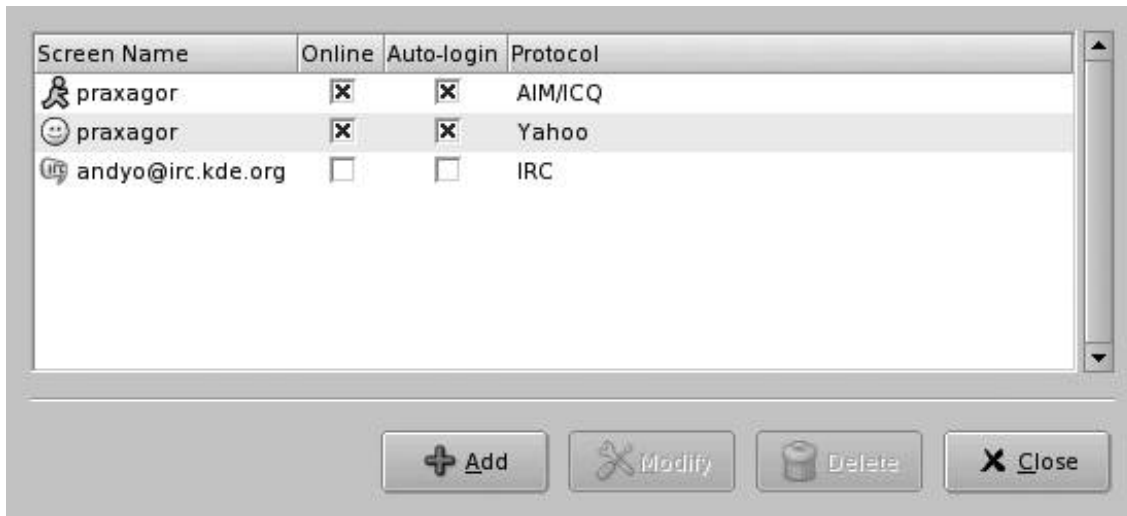 Screen Name Online Auto-login Protocol
praxagor AIM/ICQ
praxagor Yahoo
irc andyo@irc.kde.org IRC
Add Modify Delete Close